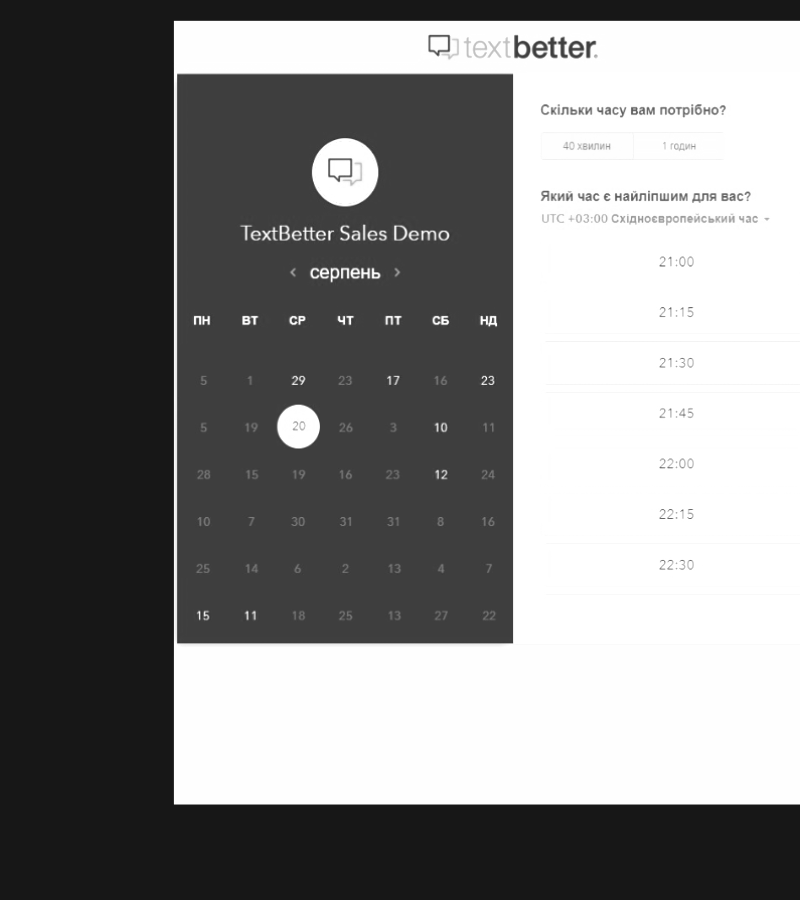 textbetter.
TextBetter Sales Demo
серпень
ПН ВТ СР ЧТ ПТ СБ НД
5 1 29 23 17 16 23
5 19 20 26 3 10 11
28 15 19 16 23 12 24
10 7 30 31 31 8 16
25 14 6 2 13 4 7
15 11 18 25 13 27 22
Скільки часу вам потрібно?
40 хвилин 1 годин
Який час є найліпшим для вас?
UTC +03:00 Східноєвропейський час
21:00
21:15
21:30
21:45
22:00
22:15
22:30